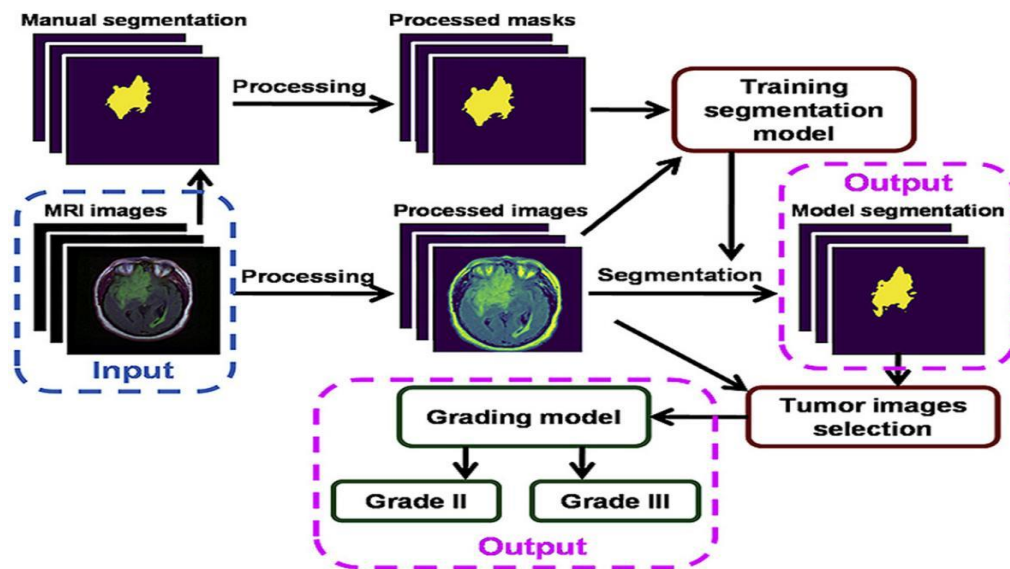 Manual segmentation
Processed masks
Processing
Training
segmentation
model
Output
MRI images
Processed images
Model segmentation
Processing
Segmentation
Input
Grading model
Tumor images
selection
Grade II
Grade III
Output